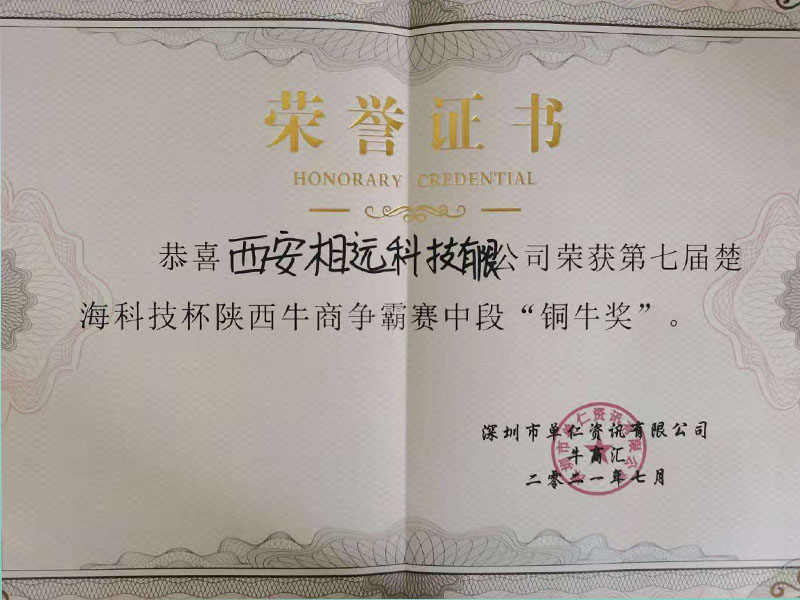 荣誉证书
HONORARY CREDENTIAL
恭喜西安相远科技有限公司荣获第七届楚
海科技杯陕西牛商争霸赛中段“铜牛奖”。
深圳市单仁资讯有限公司
牛商汇
二零二一年七月